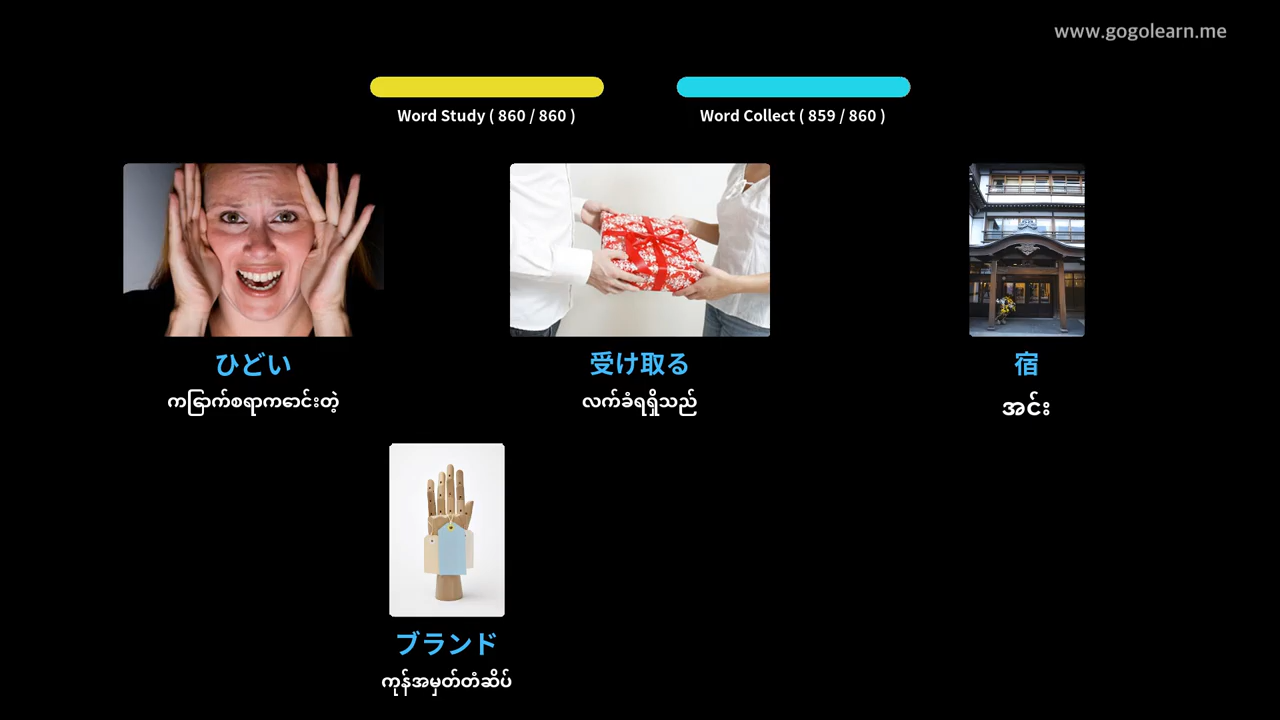 www.gogolearn.me
Word Study ( 860 / 860 )
Word Collect ( 859 / 860 )
ひどい
ကြောက်စရာကောင်းတဲ့
受け取る
လက်ခံရရှိသည်
宿
အင်း
ブランド
ကုန်အမှတ်တံဆိပ်